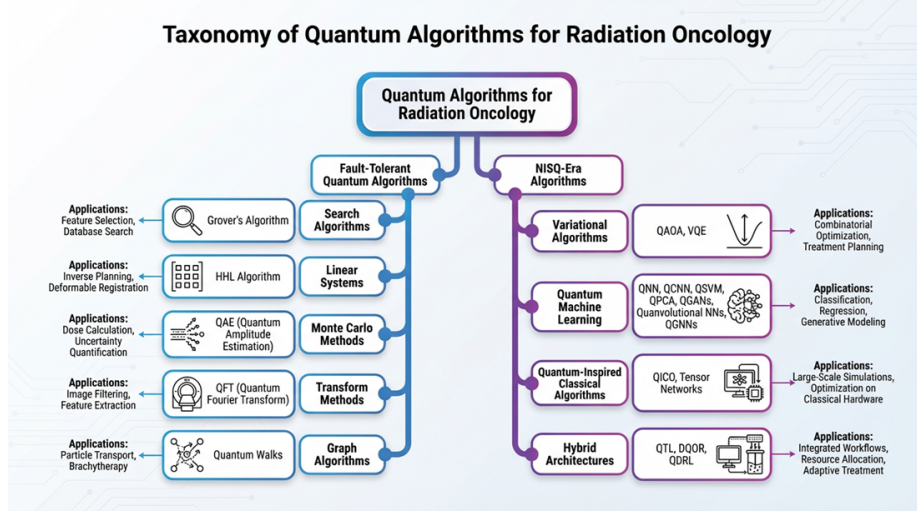 Taxonomy of Quantum Algorithms for Radiation Oncology
Quantum Algorithms for
Radiation Oncology
Fault-Tolerant
Quantum Algorithms
Applications:
Feature Selection,
Database Search
Grover's Algorithm
Search
Algorithms
Applications:
Inverse Planning,
Deformable Registration
HHL Algorithm
Linear
Systems
Applications:
Dose Calculation,
Uncertainty
Quantification
QAE (Quantum
Amplitude
Estimation)
Monte Carlo
Methods
Applications:
Image Filtering,
Feature Extraction
QFT (Quantum
Fourier Transform)
Transform
Methods
Applications:
Particle Transport,
Brachytherapy
Quantum Walks
Graph
Algorithms
NISQ-Era
Algorithms
Variational
Algorithms
QAOA, VQE
Applications:
Combinatorial
Optimization,
Treatment Planning
Quantum
Machine
Learning
QNN, QCNN, QSVM,
QPCA, QGANs,
Quanvolutional NNs,
QGNNs
Applications:
Classification,
Regression,
Generative Modeling
Quantum-Inspired
Classical
Algorithms
QICO, Tensor
Networks
Applications:
Large-Scale Simulations,
Optimization on
Classical Hardware
Hybrid
Architectures
QTL, DQOR,
QDRL
Applications:
Integrated Workflows,
Resource Allocation,
Adaptive Treatment